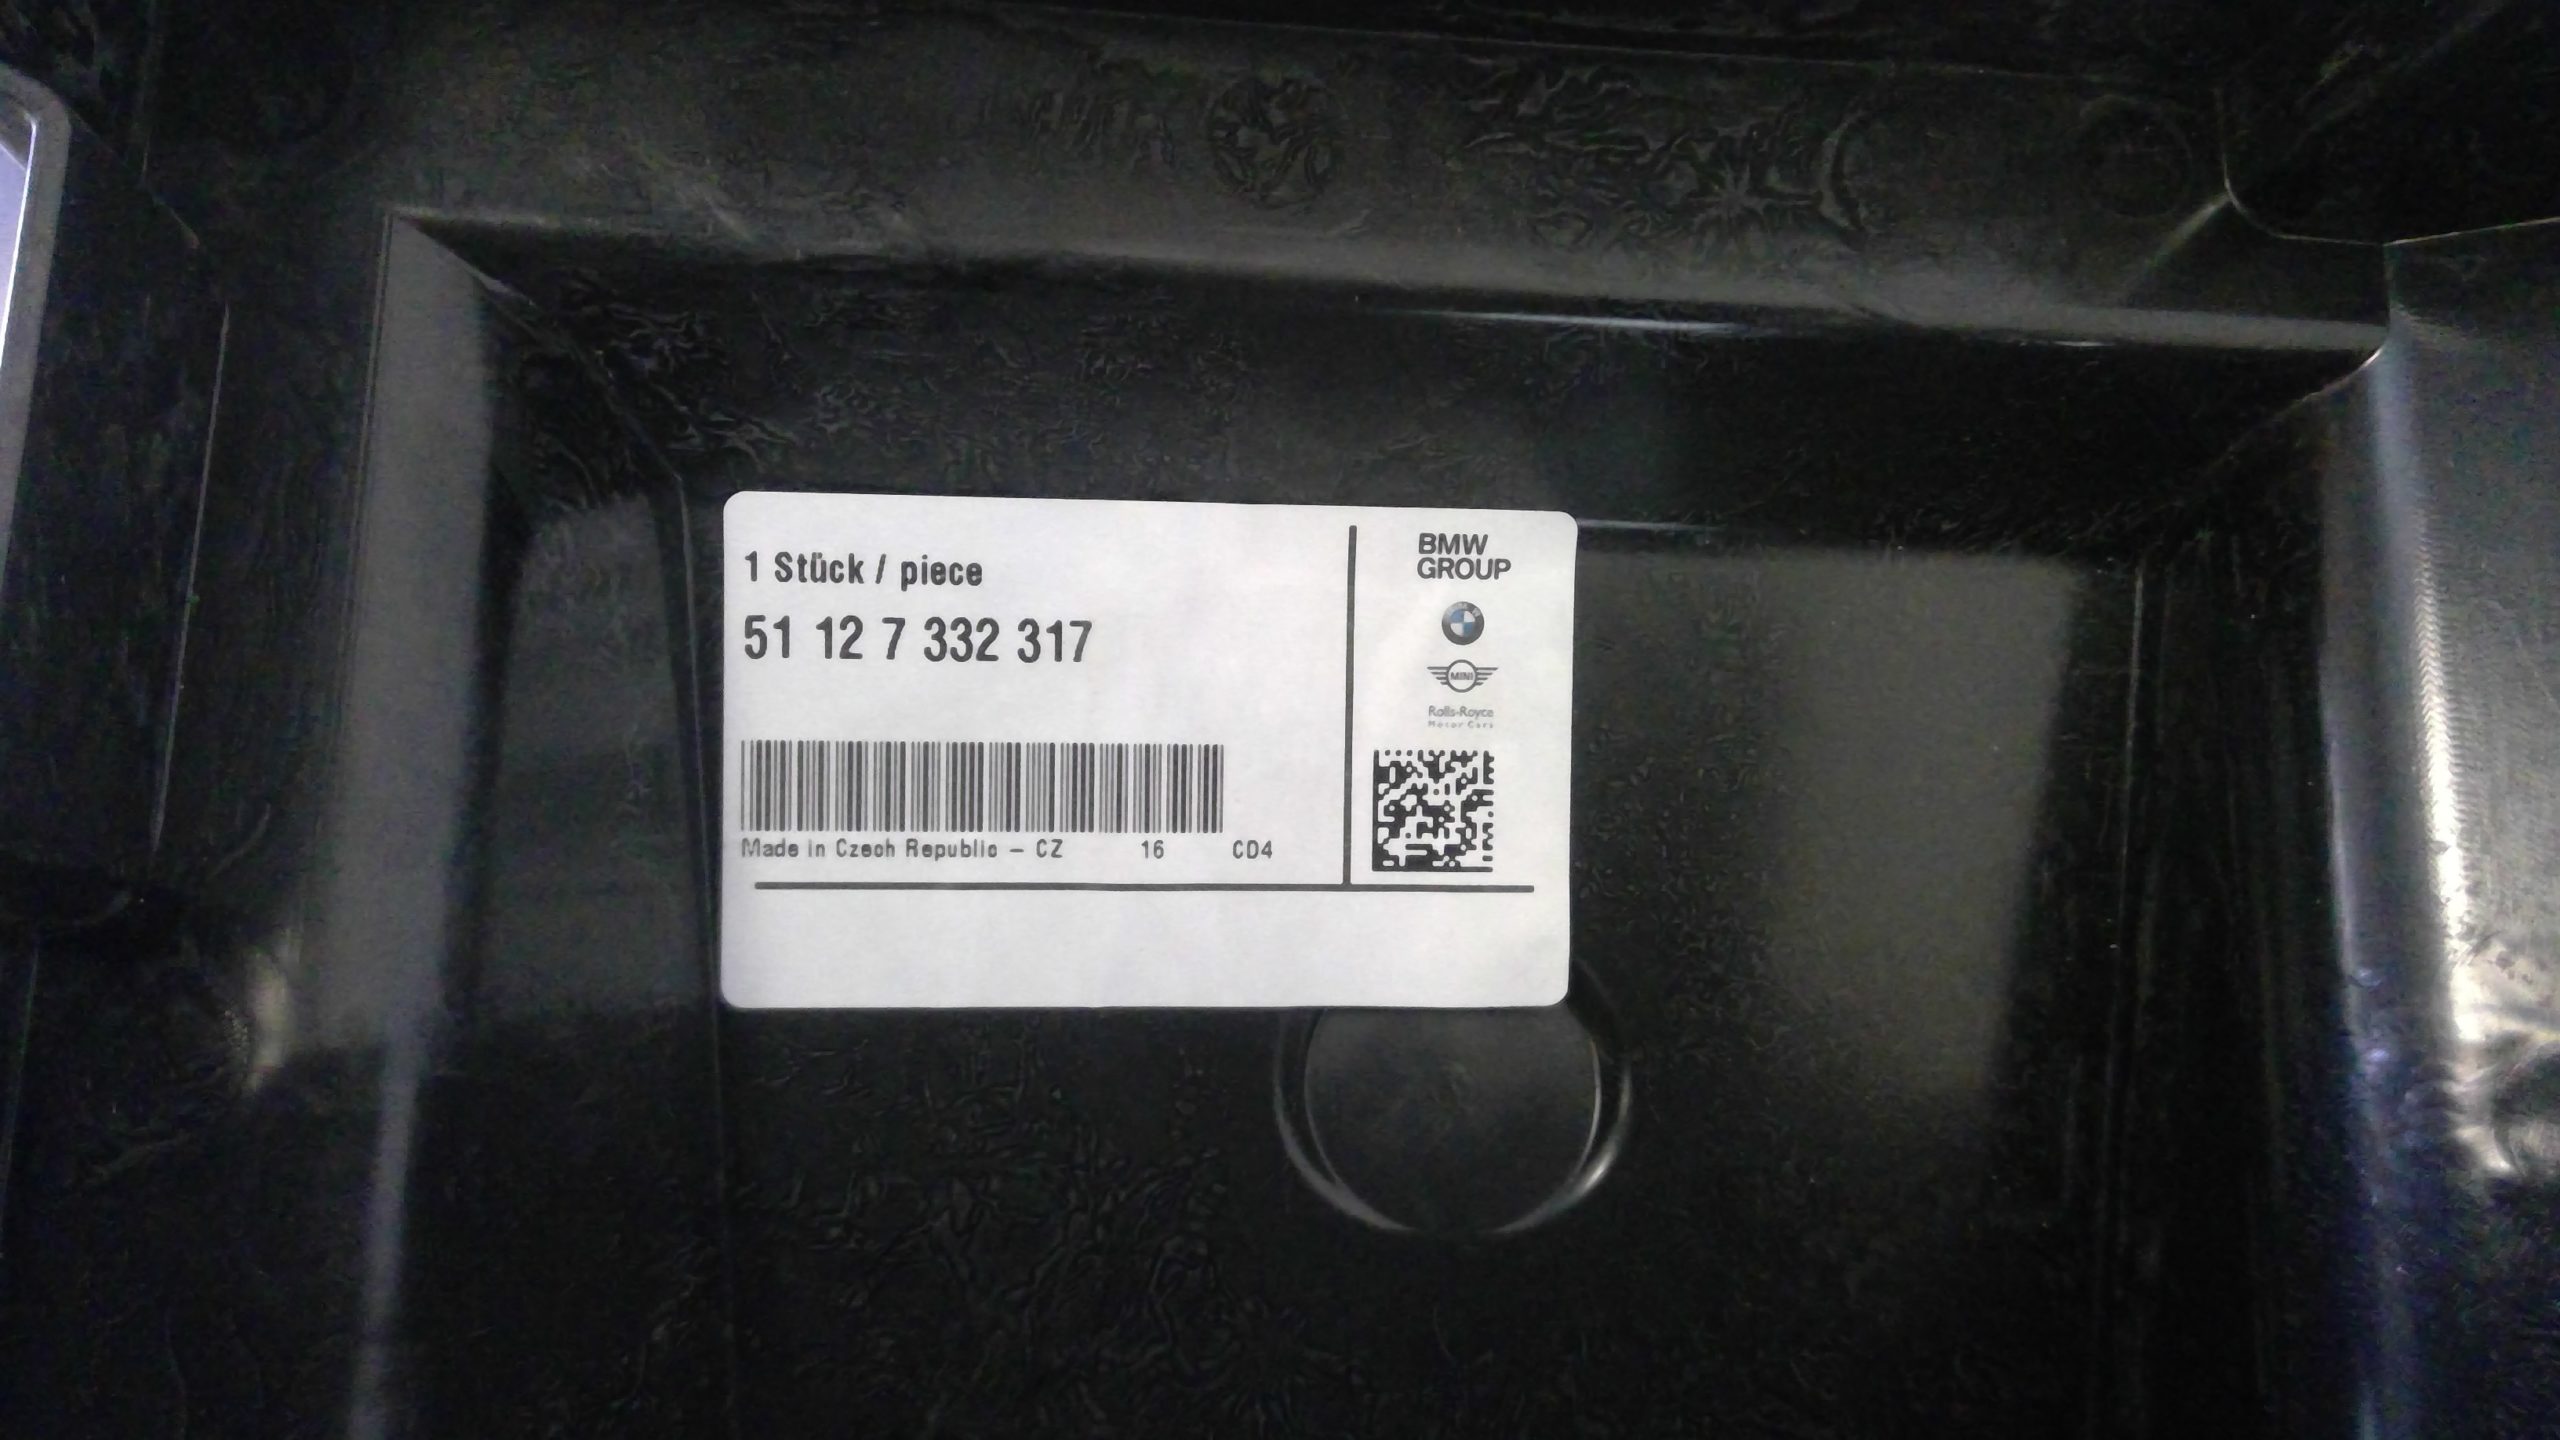 1 Stück / piece
51 12 7 332 317
Made in Czech Republic – CZ 16 CD4
BMW
GROUP
MINI
Rolls-Royce
Motor Cars